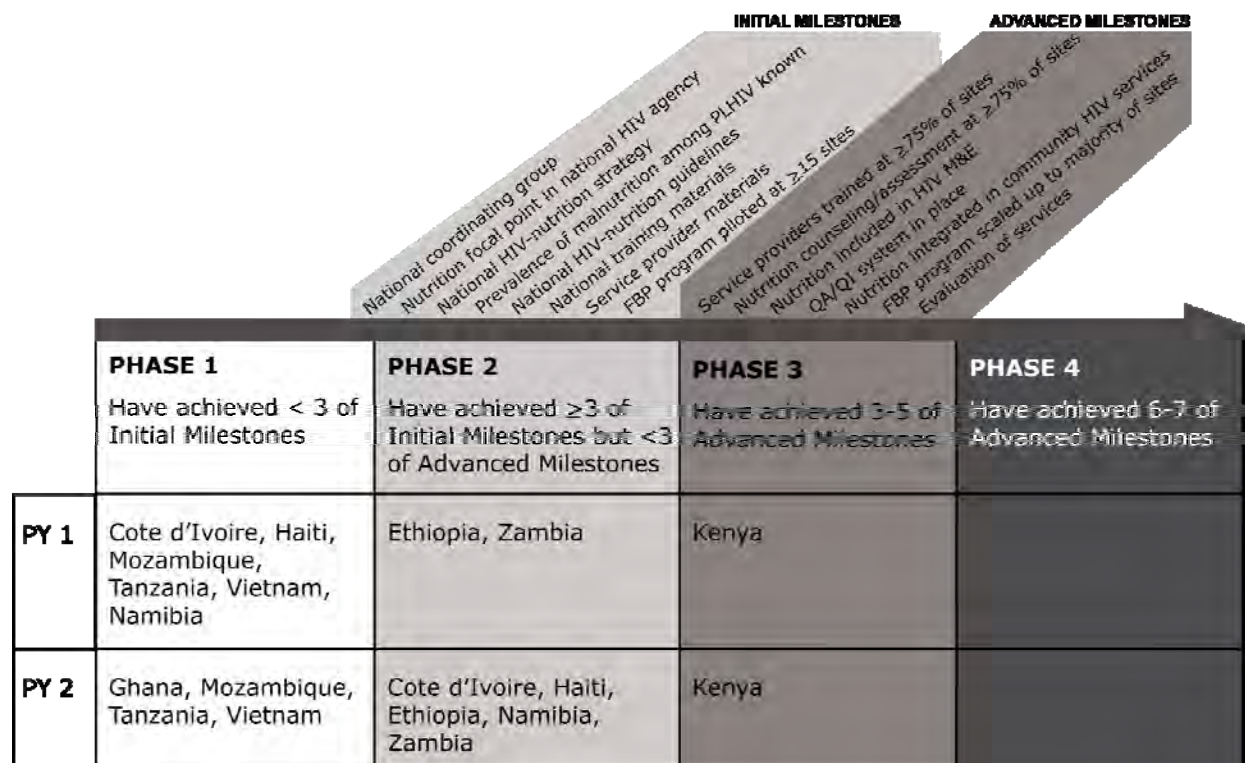 INITIAL MILESTONES
ADVANCED MILESTONES
National coordinating group
Nutrition focal point in national HIV agency
National HIV-nutrition strategy
Prevalence of malnutrition among PLHIV known
National HIV-nutrition guidelines
National training materials
Service provider materials
FBP program piloted at ≥15 sites
Service providers trained at ≥75% of sites
Nutrition counseling/assessment at ≥75% of sites
Nutrition included in HIV M&E
QA/QI system in place
Nutrition integrated in community HIV services
FBP program scaled up to majority of sites
Evaluation of services
PHASE 1
Have achieved < 3 of
Initial Milestones
PHASE 2
Have achieved ≥3 of
Initial Milestones but <3
of Advanced Milestones
PHASE 3
Have achieved 3-5 of
Advanced Milestones
PHASE 4
Have achieved 6-7 of
Advanced Milestones
PY 1
Cote d'Ivoire, Haiti,
Mozambique,
Tanzania, Vietnam,
Namibia
Ethiopia, Zambia
Kenya
PY 2
Ghana, Mozambique,
Tanzania, Vietnam
Cote d'Ivoire, Haiti,
Ethiopia, Namibia,
Zambia
Kenya